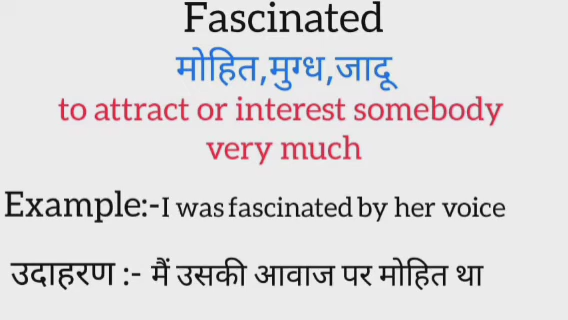 Fascinated
मोहित,मुग्ध,जादू
to attract or interest somebody
very much
Example:-I was fascinated by her voice
उदाहरण :- मैं उसकी आवाज पर मोहित था